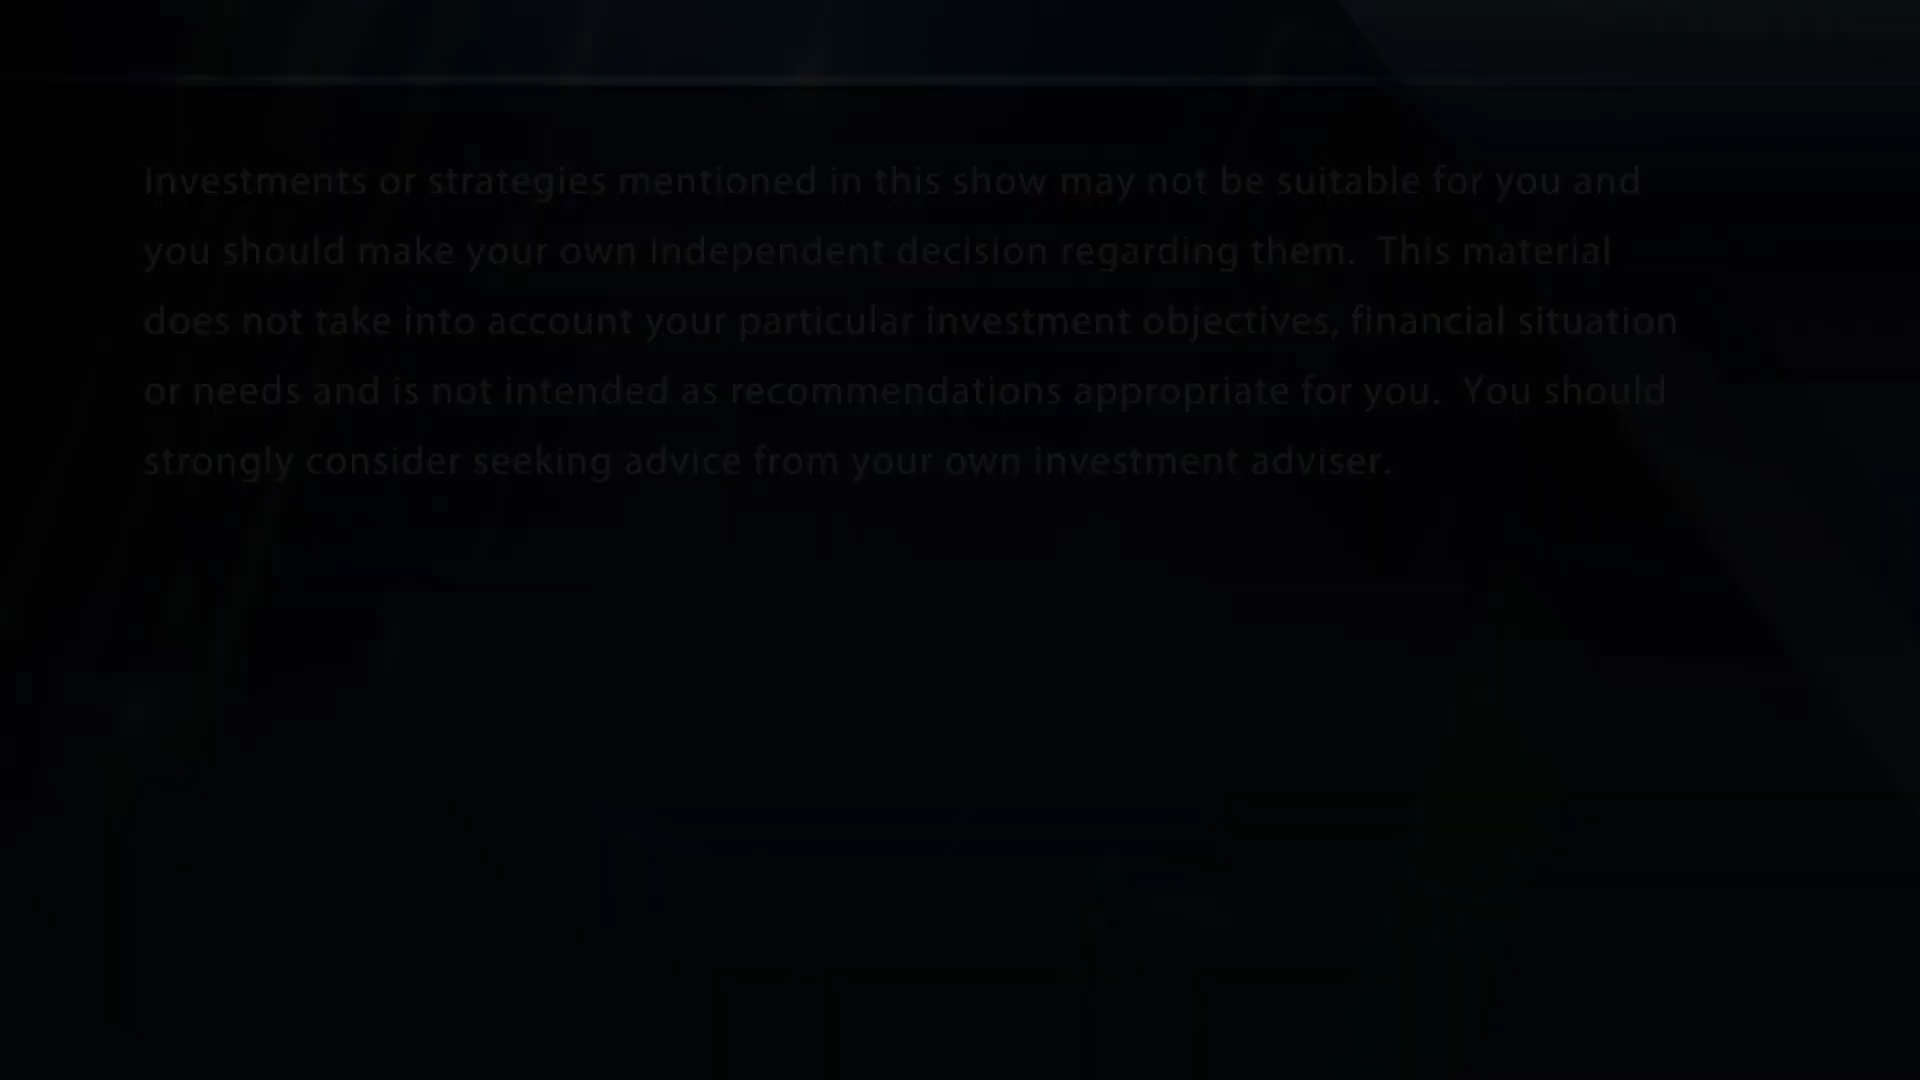 Investments or strategies mentioned in this show may not be suitable for you and
you should make your own independent decision regarding them.  This material
does not take into account your particular investment objectives, financial situation
or needs and is not intended as recommendations appropriate for you.  You should
strongly consider seeking advice from your own investment adviser.